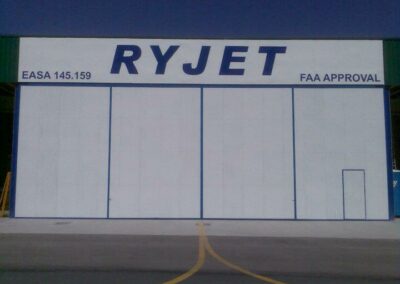 RYJET
EASA 145.159
FAA APPROVAL